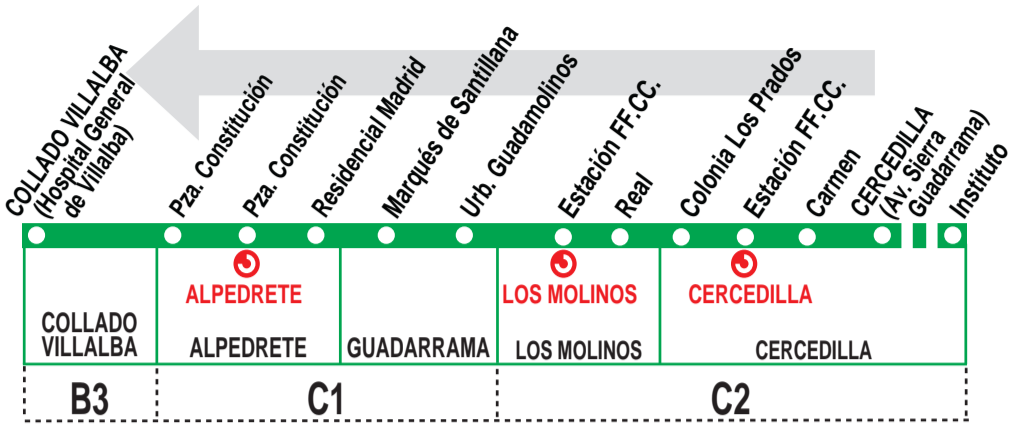 COLLADO VILLALBA
(Hospital General
de Villalba)
Pza. Constitución
Pza. Constitución
Residencial Madrid
Marqués de Santillana
Urb. Guadamolinos
Estación FF.CC.
Real
Colonia Los Prados
Estación FF.CC.
Carmen
CERCEDILLA
(Av. Sierra
Guadarrama)
Instituto
ALPEDRETE
LOS MOLINOS
CERCEDILLA
COLLADO
VILLALBA
ALPEDRETE
GUADARRAMA
LOS MOLINOS
CERCEDILLA
B3
C1
C2